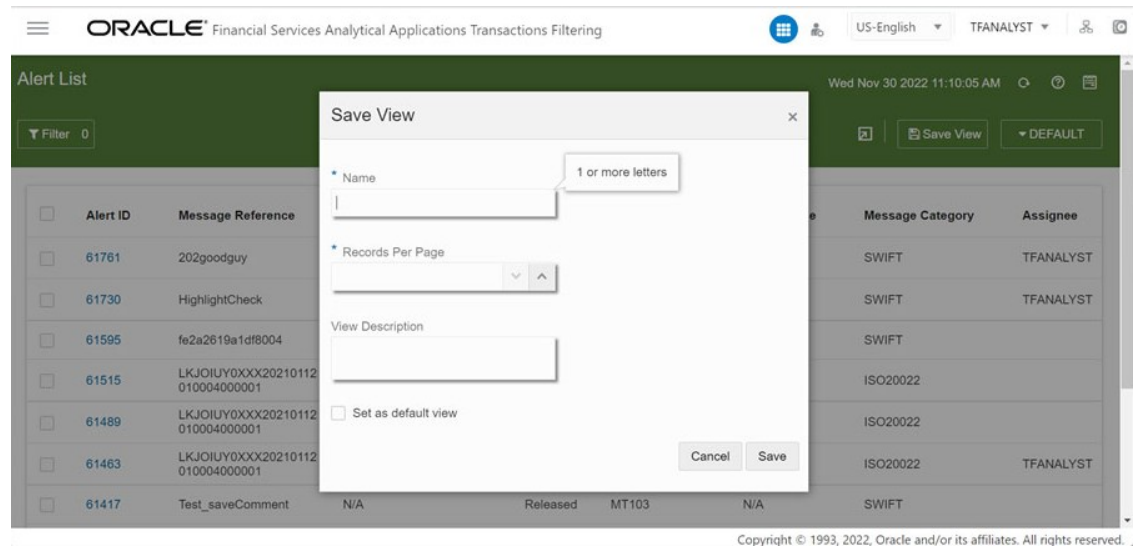 ORACLE® Financial Services Analytical Applications Transactions Filtering
US-English
TFANALYST
Alert List
Wed Nov 30 2022 11:10:05 AM
Filter 0
Save View
DEFAULT
Save View
×
* Name
1 or more letters
* Records Per Page
View Description
Set as default view
Cancel
Save
Alert ID Message Reference e Message Category Assignee
61761 202goodguy SWIFT TFANALYST
61730 HighlightCheck SWIFT TFANALYST
61595 fe2a2619a1df8004 SWIFT
61515 LKJOIUY0XXX20210112 ISO20022
010004000001
61489 LKJOIUY0XXX20210112 ISO20022
010004000001
61463 LKJOIUY0XXX20210112 ISO20022 TFANALYST
010004000001
61417 Test_saveComment N/A Released MT103 N/A SWIFT
Copyright © 1993, 2022, Oracle and/or its affiliates. All rights reserved.